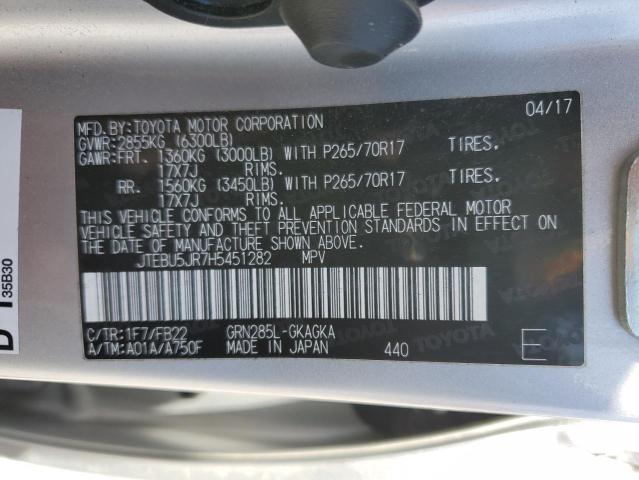 04/17
MFD.BY:TOYOTA MOTOR CORPORATION
GVWR:2855KG (6300LB)
GAWR:FRT. 1360KG (3000LB) WITH P265/70R17 TIRES.
17X7J RIMS.
RR. 1560KG (3450LB) WITH P265/70R17 TIRES.
17X7J RIMS.
THIS VEHICLE CONFORMS TO ALL APPLICABLE FEDERAL MOTOR
VEHICLE SAFETY AND THEFT PREVENTION STANDARDS IN EFFECT ON
THE DATE OF MANUFACTURE SHOWN ABOVE.
JTEBU5JR7H5451282 MPV
C/TR:1F7/FB22 GRN285L-GKAGKA
A/TM:A01A/A750F MADE IN JAPAN 440 E
35B30